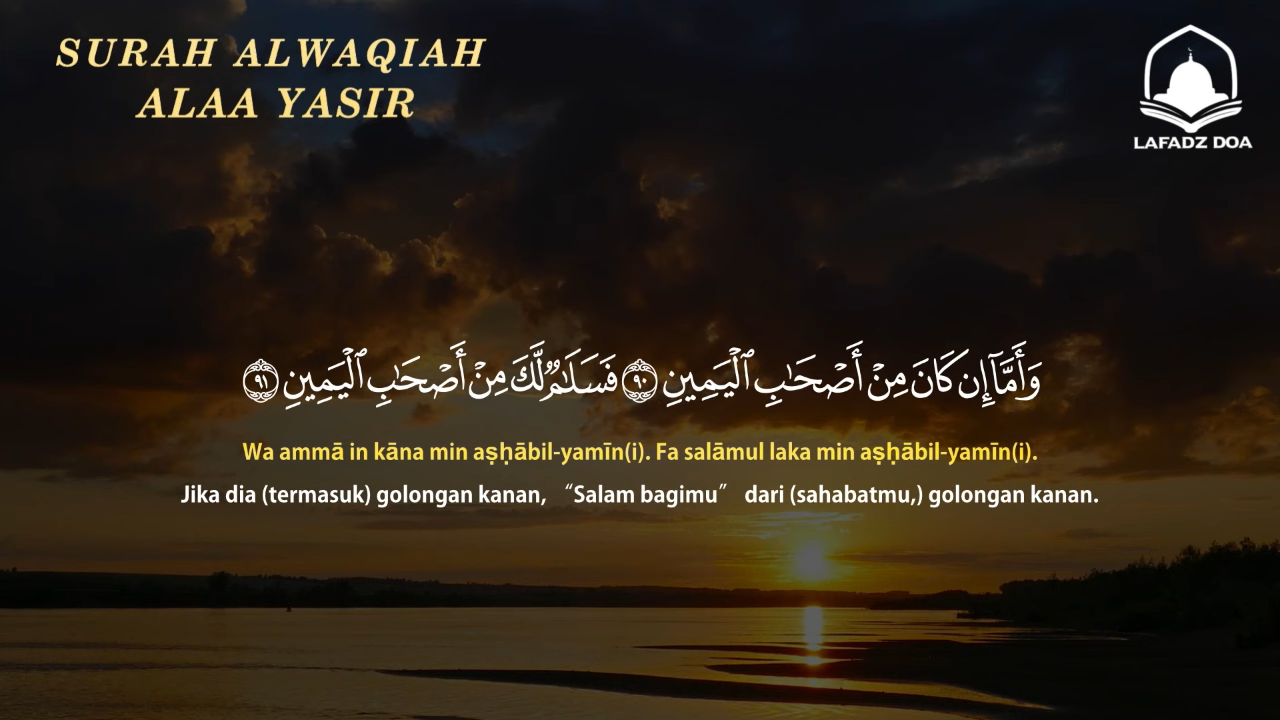 SURAH ALWAQIAH
ALAA YASIR
LAFADZ DOA
وَأَمَّآ إِن كَانَ مِنْ أَصْحَـٰبِ ٱلْيَمِينِ ٩٠ فَسَلَـٰمٌ لَّكَ مِنْ أَصْحَـٰبِ ٱلْيَمِينِ ٩١
Wa ammā in kāna min aṣḥābil-yamīn(i). Fa salāmul laka min aṣḥābil-yamīn(i).
Jika dia (termasuk) golongan kanan, “Salam bagimu” dari (sahabatmu,) golongan kanan.